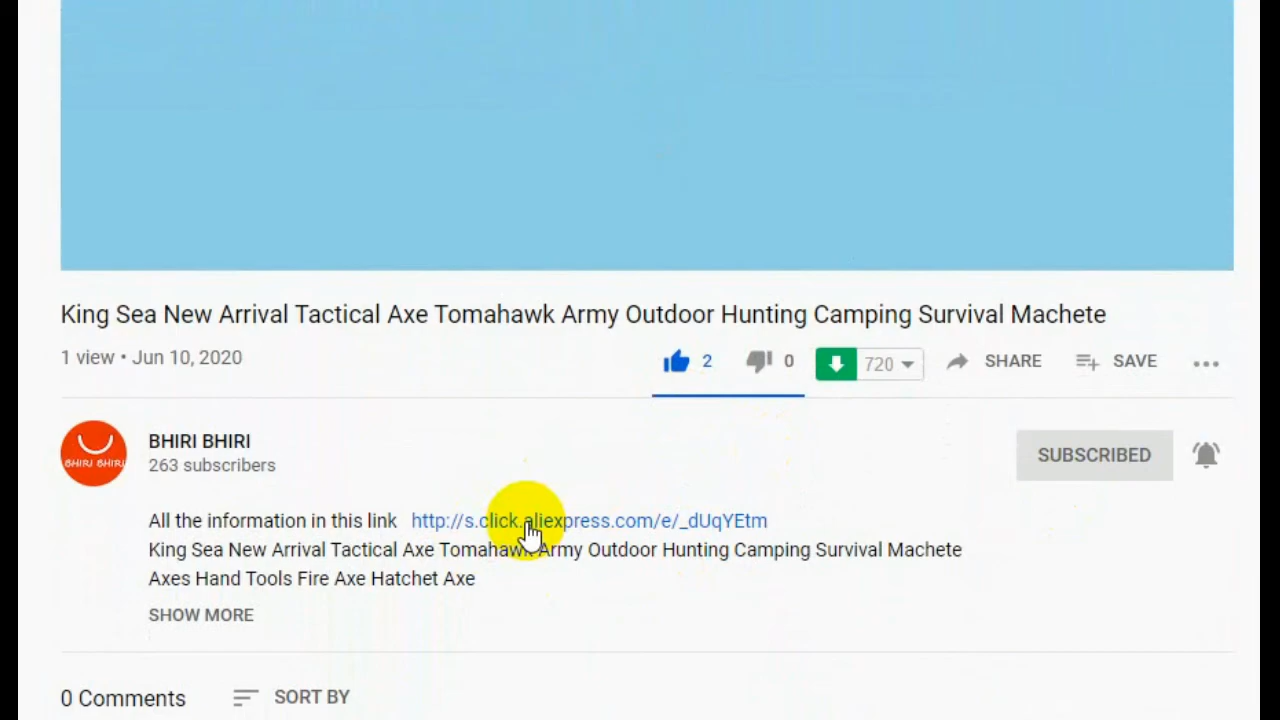 King Sea New Arrival Tactical Axe Tomahawk Army Outdoor Hunting Camping Survival Machete
1 view • Jun 10, 2020
2 0 720 SHARE SAVE
BHIRI BHIRI
BHIRI BHIRI
263 subscribers
SUBSCRIBED
All the information in this link http://s.click.aliexpress.com/e/_dUqYEtm
King Sea New Arrival Tactical Axe Tomahawk Army Outdoor Hunting Camping Survival Machete
Axes Hand Tools Fire Axe Hatchet Axe
SHOW MORE
0 Comments SORT BY